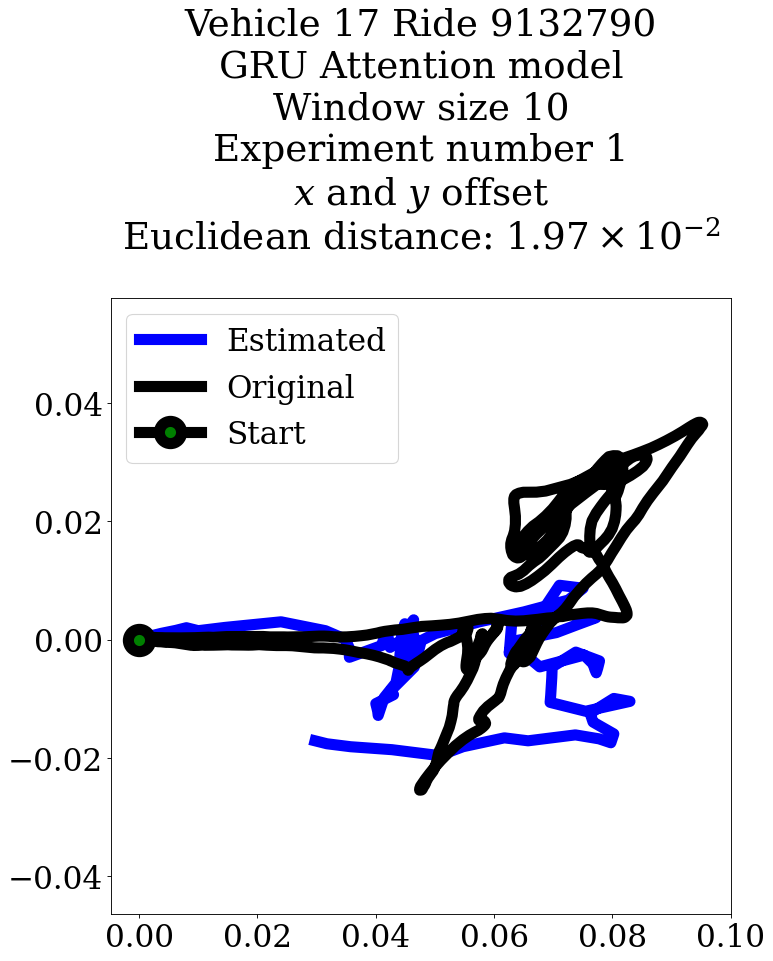 Vehicle 17 Ride 9132790
GRU Attention model
Window size 10
Experiment number 1
x and y offset
Euclidean distance: 1.97 × 10⁻²
Estimated
Original
Start
0.04
0.02
0.00
−0.02
−0.04
0.00 0.02 0.04 0.06 0.08 0.10